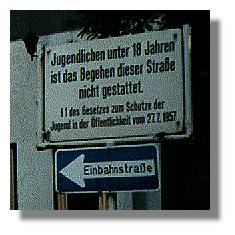 Jugendlichen unter 18 Jahren
ist das Begehen dieser Straße
nicht gestattet.
§ 1 des Gesetzes zum Schutze der
Jugend in der Öffentlichkeit vom 27.7.1957
Einbahnstraße